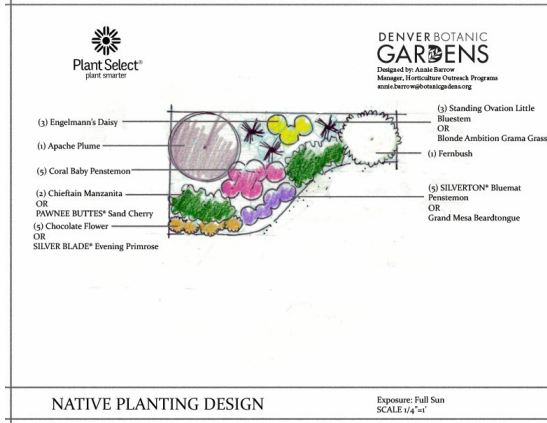 Plant Select®
plant smarter
DENVER BOTANIC
GARDENS
Designed by: Annie Barrow
Manager, Horticulture Outreach Programs
annie.barrow@botanicgardens.org
(3) Engelmann's Daisy
(1) Apache Plume
(5) Coral Baby Penstemon
(2) Chieftain Manzanita
OR
PAWNEE BUTTES® Sand Cherry
(5) Chocolate Flower
OR
SILVER BLADE® Evening Primrose
(3) Standing Ovation Little
Bluestem
OR
Blonde Ambition Grama Grass
(1) Fernbush
(5) SILVERTON® Bluemat
Penstemon
OR
Grand Mesa Beardtongue
NATIVE PLANTING DESIGN
Exposure: Full Sun
SCALE 1/4"=1'